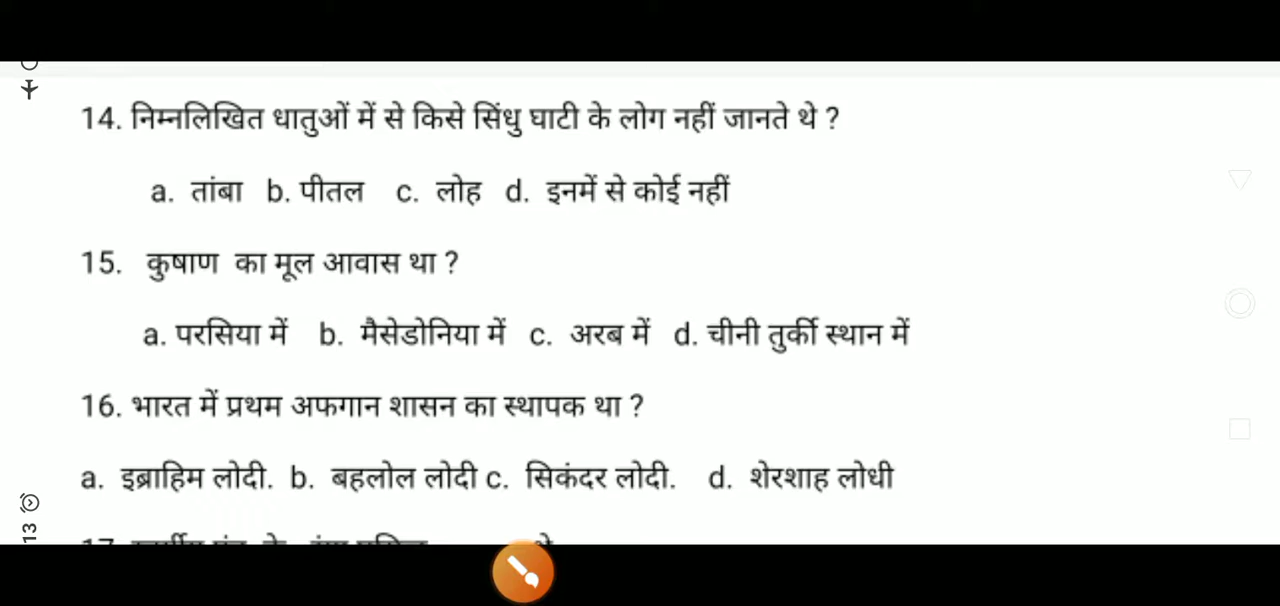 14. निम्नलिखित धातुओं में से किसे सिंधु घाटी के लोग नहीं जानते थे ?
a. तांबा b. पीतल c. लोह d. इनमें से कोई नहीं
15. कुषाण का मूल आवास था ?
a. परसिया में b. मैसेडोनिया में c. अरब में d. चीनी तुर्की स्थान में
16. भारत में प्रथम अफगान शासन का स्थापक था ?
a. इब्राहिम लोदी. b. बहलोल लोदी c. सिकंदर लोदी. d. शेरशाह लोधी
13